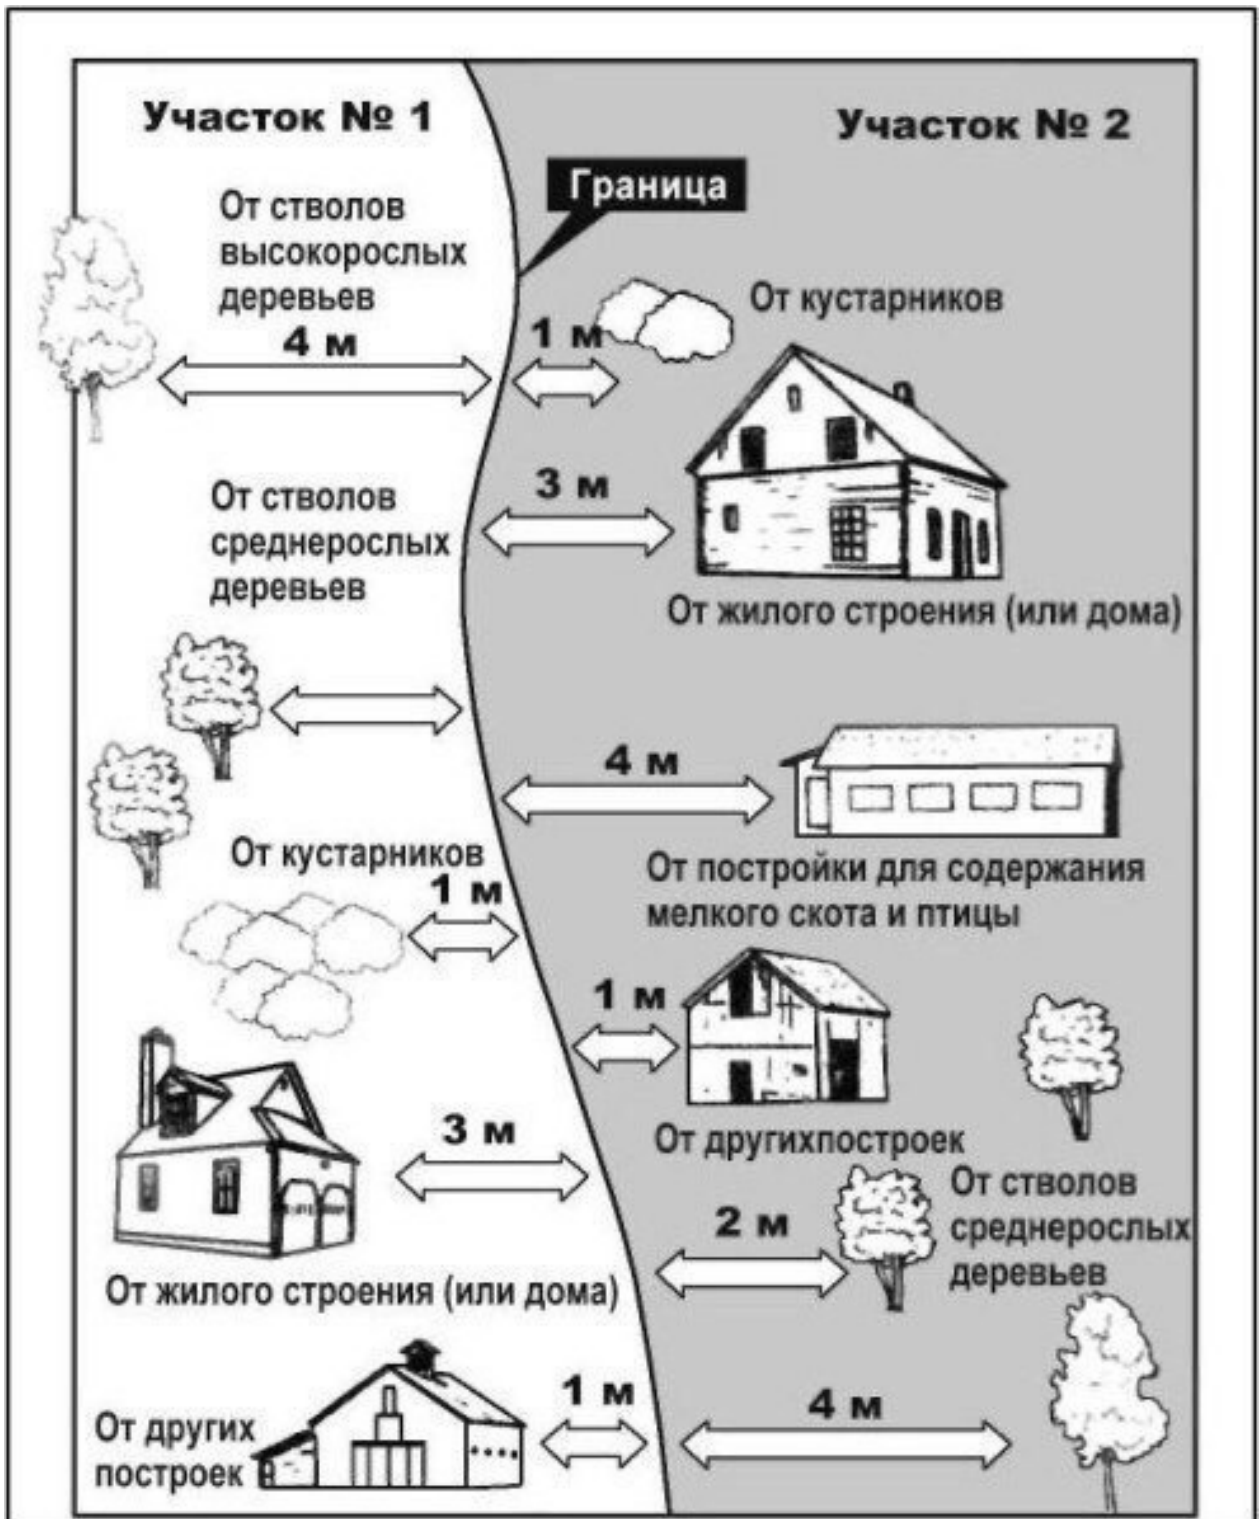 Участок № 1
Участок № 2
Граница
От стволов
высокорослых
деревьев
4 м
1 м
От кустарников
3 м
От жилого строения (или дома)
От стволов
среднерослых
деревьев
4 м
От постройки для содержания
мелкого скота и птицы
От кустарников
1 м
1 м
От другихпостроек
3 м
От жилого строения (или дома)
2 м
От стволов
среднерослых
деревьев
От других
построек
1 м
4 м